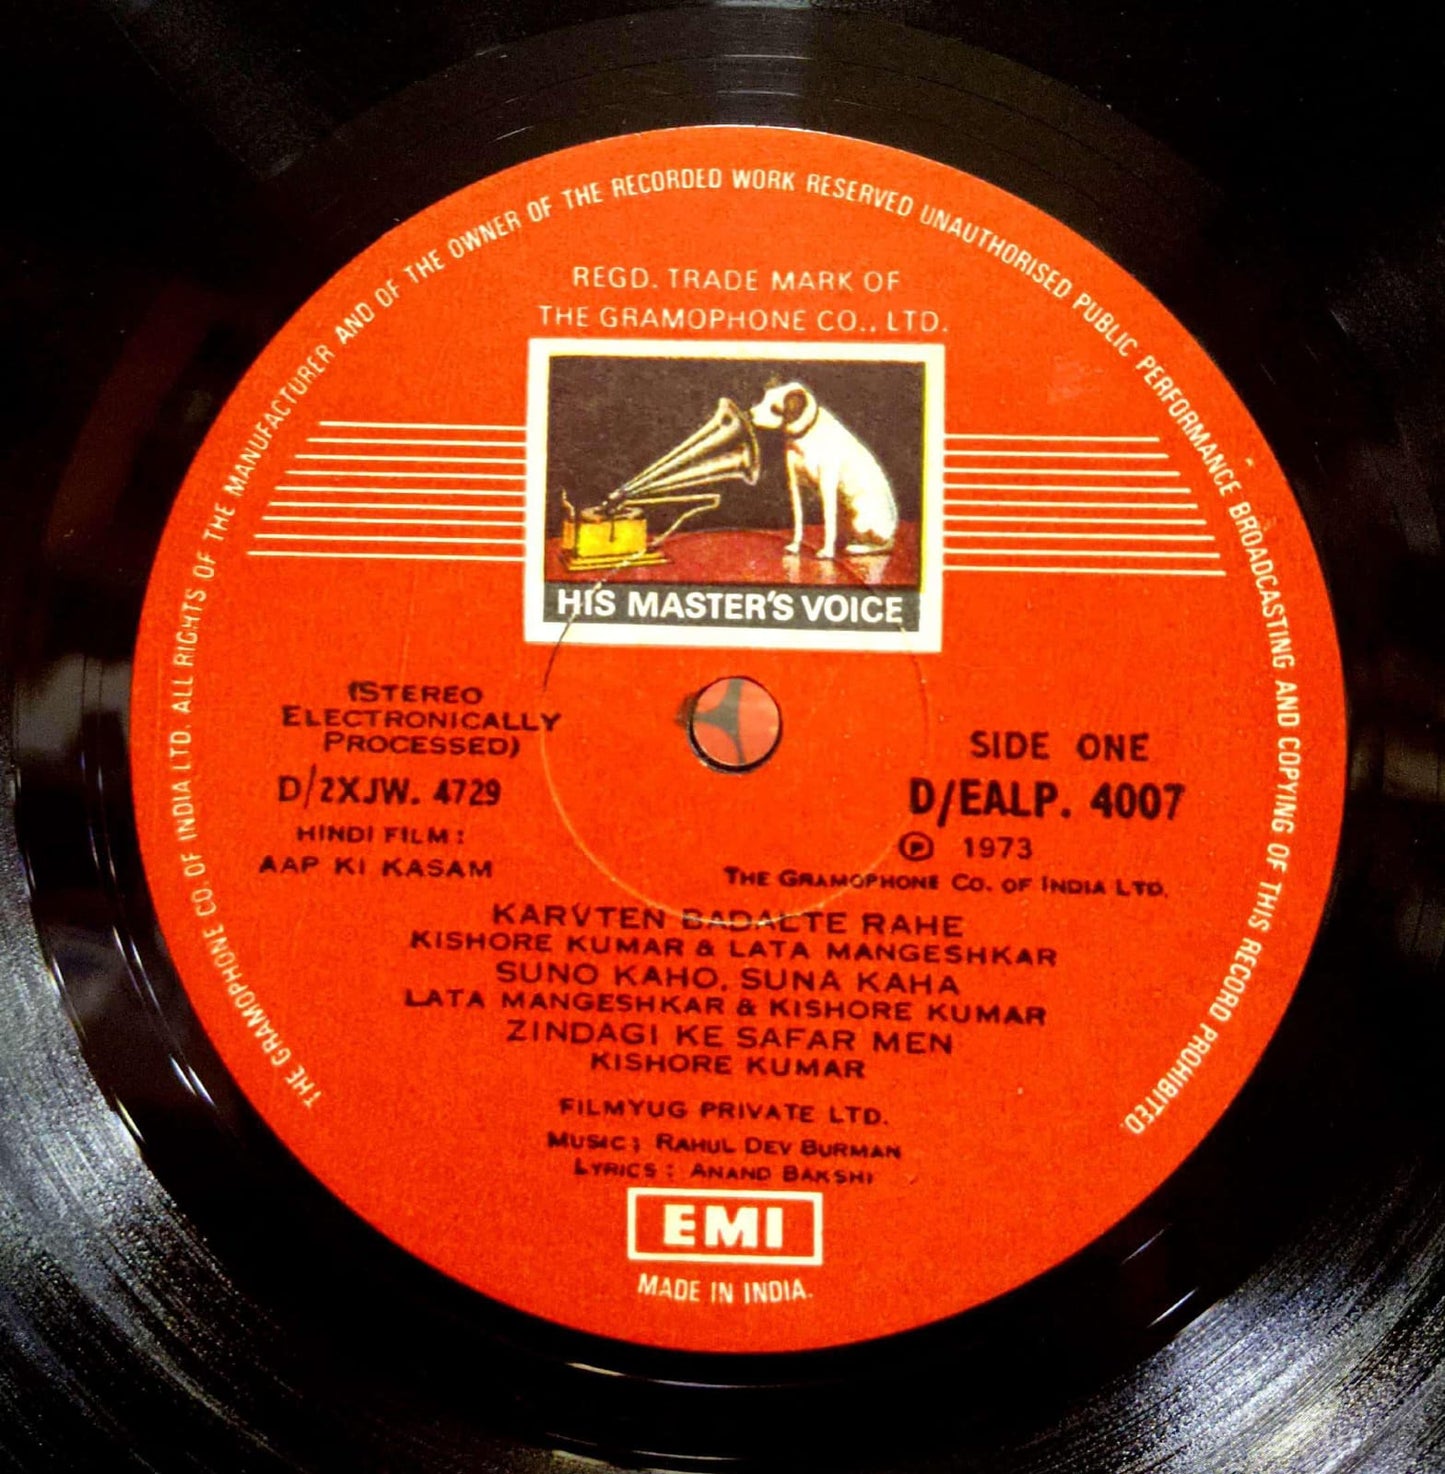 THE GRAMOPHONE CO. OF INDIA LTD. ALL RIGHTS OF THE MANUFACTURER AND OF THE OWNER OF THE RECORDED WORK RESERVED UNAUTHORISED PUBLIC PERFORMANCE BROADCASTING AND COPYING OF THIS RECORD PROHIBITED.
REGD. TRADE MARK OF
THE GRAMOPHONE CO., LTD.
HIS MASTER'S VOICE
(STEREO
ELECTRONICALLY
PROCESSED)
D/2XJW. 4729
HINDI FILM:
AAP KI KASAM
SIDE ONE
D/EALP. 4007
Ⓟ 1973
THE GRAMOPHONE CO. OF INDIA LTD.
KARVTEN BADALTE RAHE
KISHORE KUMAR & LATA MANGESHKAR
SUNO KAHO, SUNA KAHA
LATA MANGESHKAR & KISHORE KUMAR
ZINDAGI KE SAFAR MEN
KISHORE KUMAR
FILMYUG PRIVATE LTD.
MUSIC: RAHUL DEV BURMAN
LYRICS: ANAND BAKSHI
EMI
MADE IN INDIA.